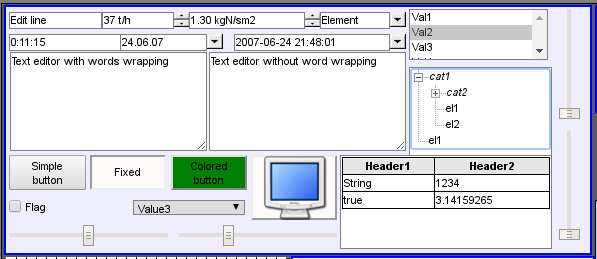 Edit line 37 t/h 1.30 kgN/sm2 Element
0:11:15 24.06.07 2007-06-24 21:48:01
Text editor with words wrapping
Text editor without word wrapping
Val1
Val2
Val3
cat1
cat2
el1
el2
el1
Simple
button
Fixed
Colored
button
Flag
Value3
Header1 Header2
String 1234
true 3.14159265